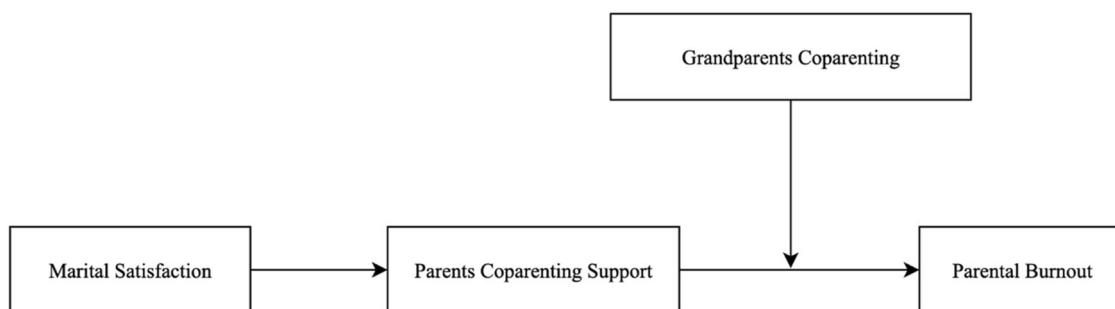 Grandparents Coparenting
Marital Satisfaction
Parents Coparenting Support
Parental Burnout